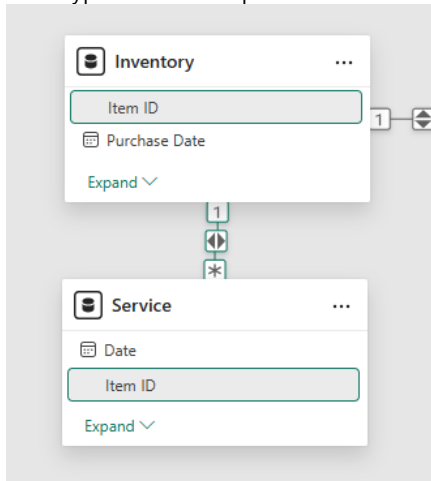 Inventory ...
Item ID
1
Purchase Date
Expand
1
*
Service ...
Date
Item ID
Expand